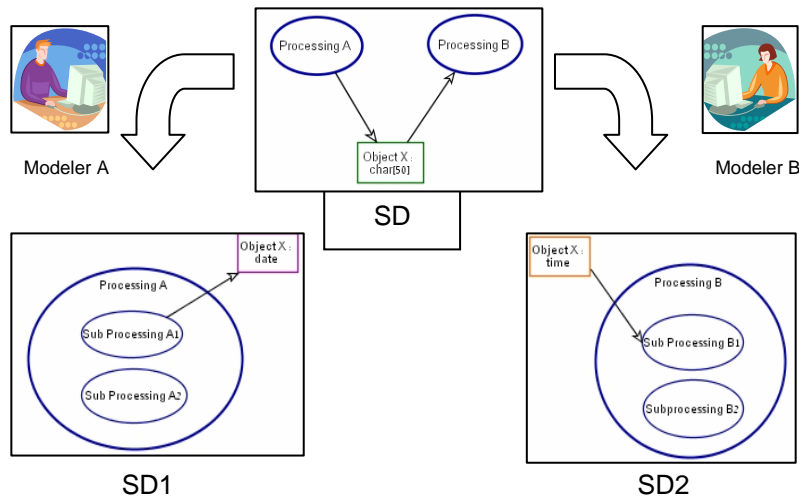 Processing A
Processing B
Object X :
char[50]
Modeler A
Modeler B
SD
Object X :
date
Processing A
Sub Processing A1
Sub Processing A2
SD1
Object X :
time
Processing B
Sub Processing B1
Subprocessing B2
SD2